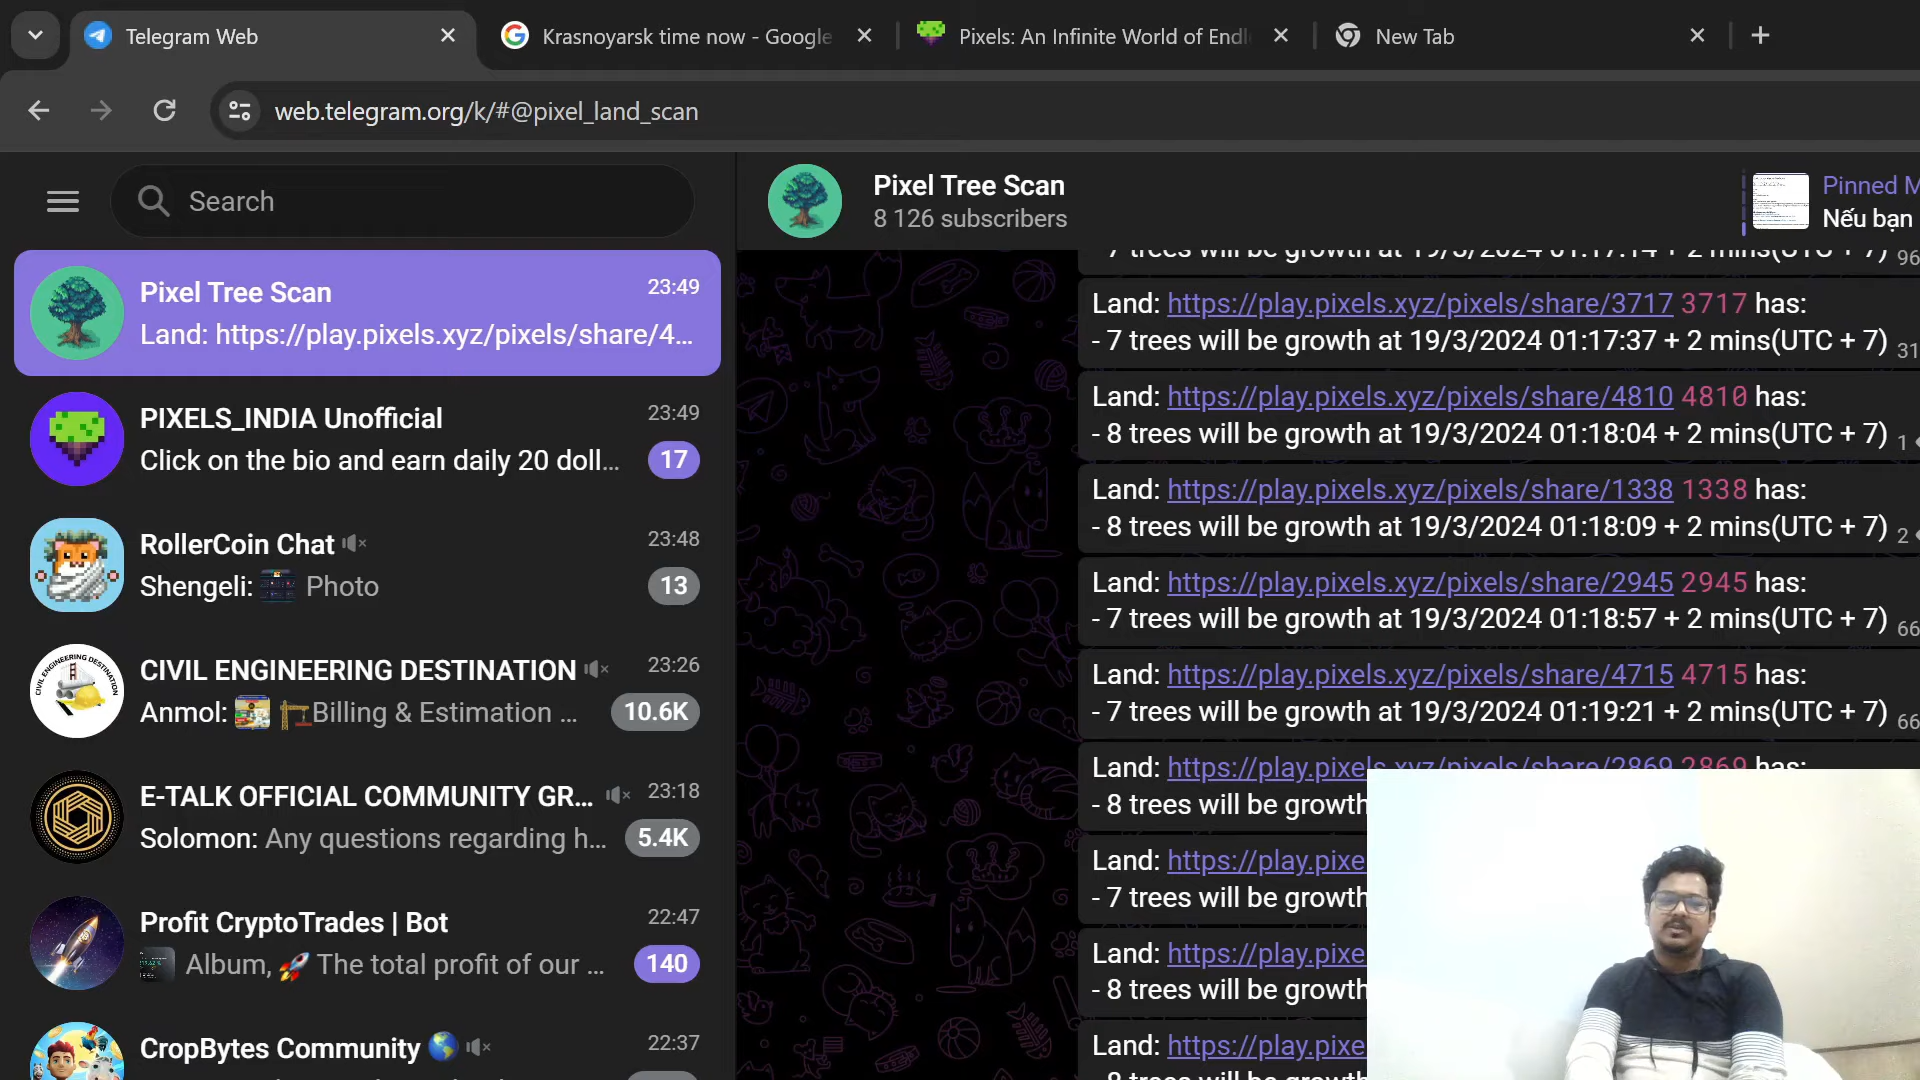 Telegram Web
Krasnoyarsk time now - Google
Pixels: An Infinite World of Endl
New Tab
web.telegram.org/k/#@pixel_land_scan
Search
Pixel Tree Scan
8 126 subscribers
Pinned M
Nếu bạn
Pixel Tree Scan 23:49
Land: https://play.pixels.xyz/pixels/share/4...
PIXELS_INDIA Unofficial 23:49
Click on the bio and earn daily 20 doll... 17
RollerCoin Chat 23:48
Shengeli: Photo 13
CIVIL ENGINEERING DESTINATION 23:26
Anmol: Billing & Estimation ... 10.6K
E-TALK OFFICIAL COMMUNITY GR... 23:18
Solomon: Any questions regarding h... 5.4K
Profit CryptoTrades | Bot 22:47
Album, 🚀 The total profit of our ... 140
CropBytes Community 🌎 22:37
- 7 trees will be growth at 19/3/2024 01:17:14 + 2 mins(UTC + 7) 96
Land: https://play.pixels.xyz/pixels/share/3717 3717 has:
- 7 trees will be growth at 19/3/2024 01:17:37 + 2 mins(UTC + 7) 31
Land: https://play.pixels.xyz/pixels/share/4810 4810 has:
- 8 trees will be growth at 19/3/2024 01:18:04 + 2 mins(UTC + 7) 1
Land: https://play.pixels.xyz/pixels/share/1338 1338 has:
- 8 trees will be growth at 19/3/2024 01:18:09 + 2 mins(UTC + 7) 2
Land: https://play.pixels.xyz/pixels/share/2945 2945 has:
- 7 trees will be growth at 19/3/2024 01:18:57 + 2 mins(UTC + 7) 66
Land: https://play.pixels.xyz/pixels/share/4715 4715 has:
- 7 trees will be growth at 19/3/2024 01:19:21 + 2 mins(UTC + 7) 66
Land: https://play.pixels.xyz/pixels/share/2869 2869 has:
- 8 trees will be growth
Land: https://play.pixe
- 7 trees will be growth
Land: https://play.pixe
- 8 trees will be growth
Land: https://play.pixe
- 8 trees will be growth